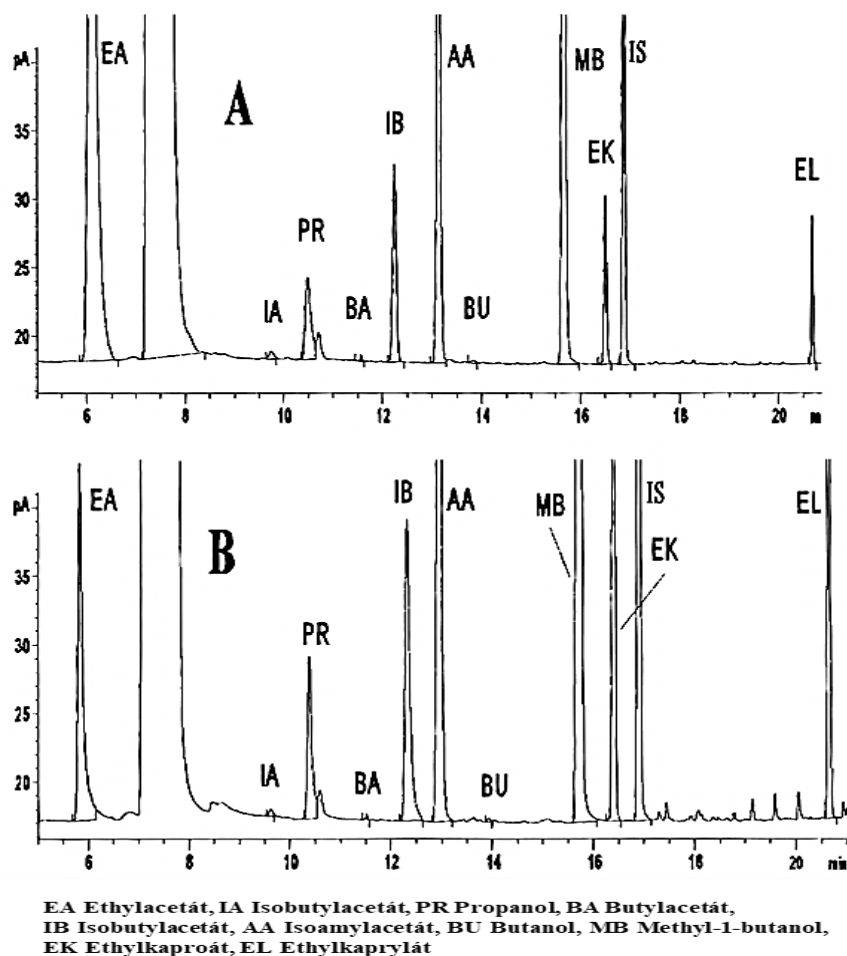 EA
AA
MB
IS
pA
A
35
IB
EK
30
EL
PR
25
IA
BA
BU
20
6 8 10 12 14 16 18 20 m
EA
IB
AA
MB
IS
EL
pA
B
EK
35
PR
30
25
IA
BA
BU
20
6 8 10 12 14 16 18 20 min
EA Ethylacetát, IA Isobutylacetát, PR Propanol, BA Butylacetát,
IB Isobutylacetát, AA Isoamylacetát, BU Butanol, MB Methyl-1-butanol,
EK Ethylkaproát, EL Ethylkaprylát